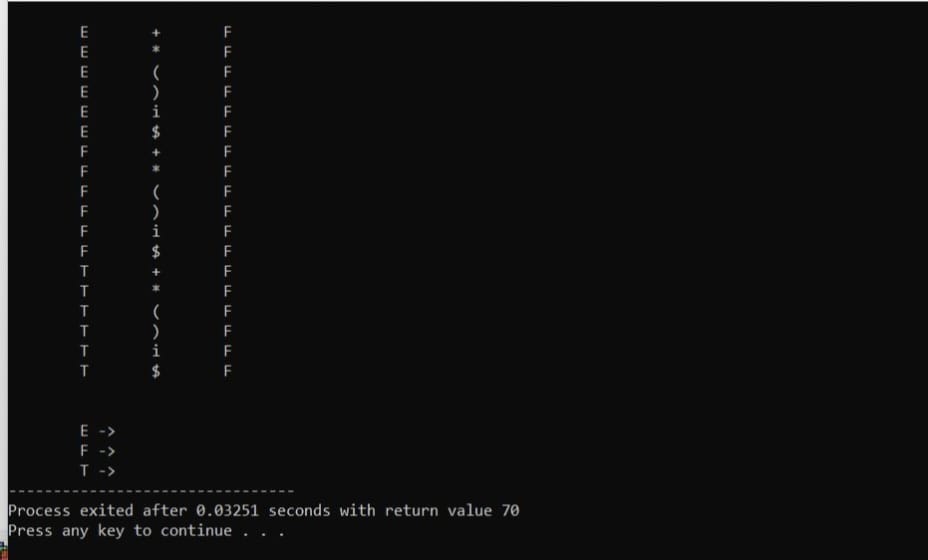 E + F
E * F
E ( F
E ) F
E i F
E $ F
F + F
F * F
F ( F
F ) F
F i F
F $ F
T + F
T * F
T ( F
T ) F
T i F
T $ F
E ->
F ->
T ->
--------------------------------
Process exited after 0.03251 seconds with return value 70
Press any key to continue . . .